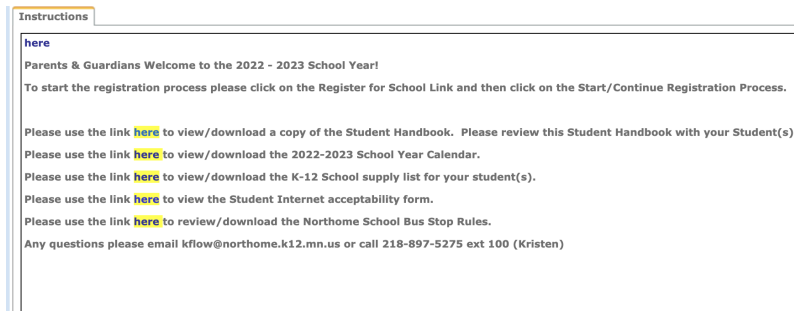 Instructions
here
Parents & Guardians Welcome to the 2022 - 2023 School Year!
To start the registration process please click on the Register for School Link and then click on the Start/Continue Registration Process.
Please use the link here to view/download a copy of the Student Handbook.  Please review this Student Handbook with your Student(s)
Please use the link here to view/download the 2022-2023 School Year Calendar.
Please use the link here to view/download the K-12 School supply list for your student(s).
Please use the link here to view the Student Internet acceptability form.
Please use the link here to review/download the Northome School Bus Stop Rules.
Any questions please email kflow@northome.k12.mn.us or call 218-897-5275 ext 100 (Kristen)